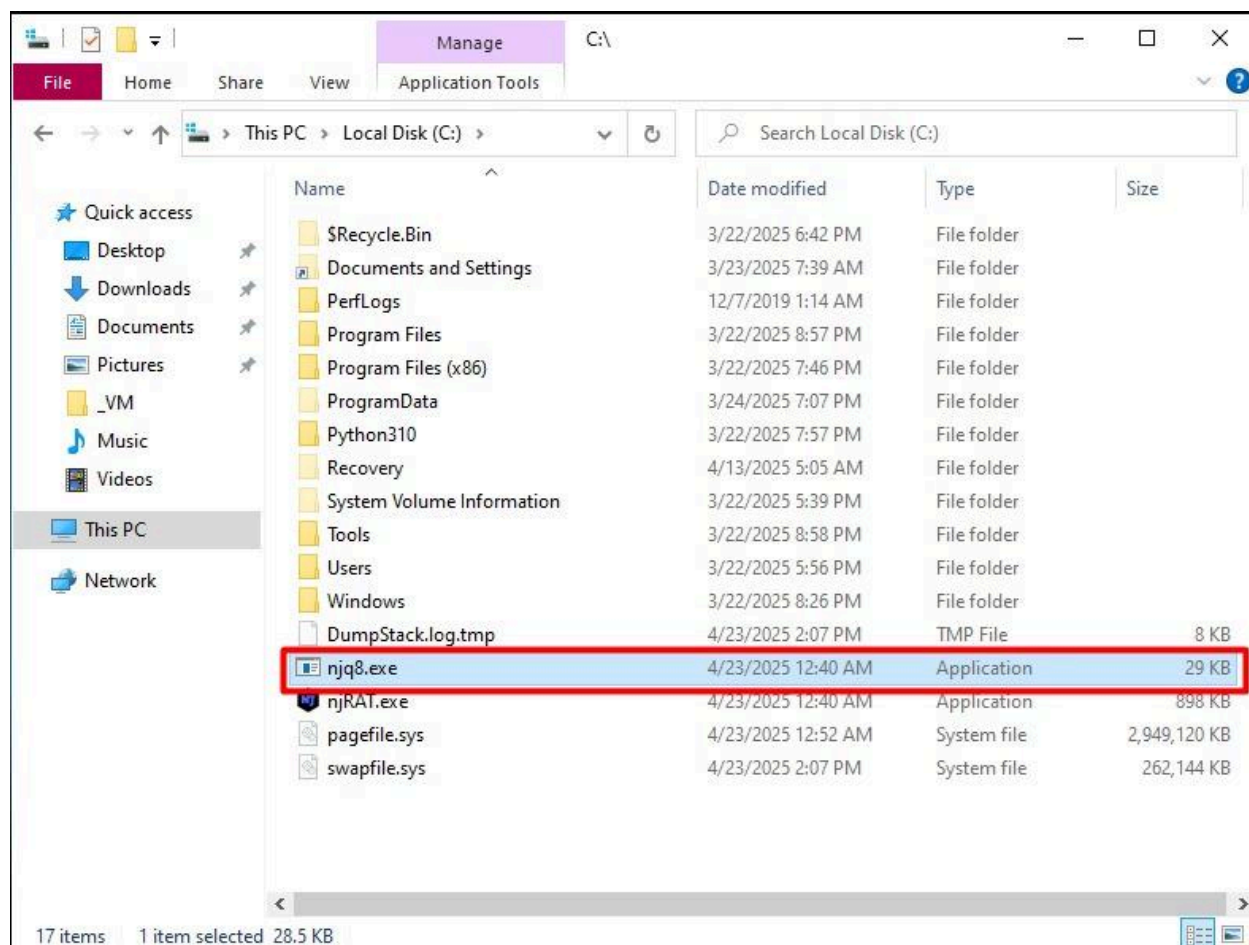 Manage C:\
File Home Share View Application Tools
This PC > Local Disk (C:) > Search Local Disk (C:)
Name Date modified Type Size
Quick access
Desktop
Downloads
Documents
Pictures
_VM
Music
Videos
This PC
Network
$Recycle.Bin 3/22/2025 6:42 PM File folder
Documents and Settings 3/23/2025 7:39 AM File folder
PerfLogs 12/7/2019 1:14 AM File folder
Program Files 3/22/2025 8:57 PM File folder
Program Files (x86) 3/22/2025 7:46 PM File folder
ProgramData 3/24/2025 7:07 PM File folder
Python310 3/22/2025 7:57 PM File folder
Recovery 4/13/2025 5:05 AM File folder
System Volume Information 3/22/2025 5:39 PM File folder
Tools 3/22/2025 8:58 PM File folder
Users 3/22/2025 5:56 PM File folder
Windows 3/22/2025 8:26 PM File folder
DumpStack.log.tmp 4/23/2025 2:07 PM TMP File 8 KB
njq8.exe 4/23/2025 12:40 AM Application 29 KB
njRAT.exe 4/23/2025 12:40 AM Application 898 KB
pagefile.sys 4/23/2025 12:52 AM System file 2,949,120 KB
swapfile.sys 4/23/2025 2:07 PM System file 262,144 KB
17 items 1 item selected 28.5 KB